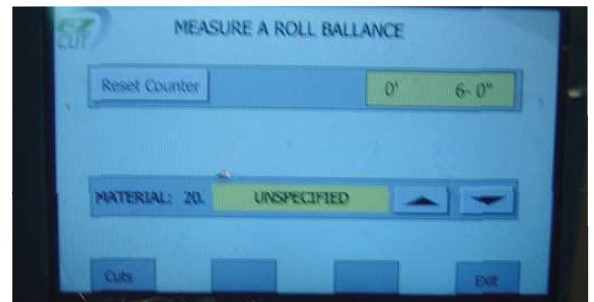 EZ
CUT
MEASURE A ROLL BALLANCE
Reset Counter 0' 6- 0"
MATERIAL: 20. UNSPECIFIED
Cuts Exit